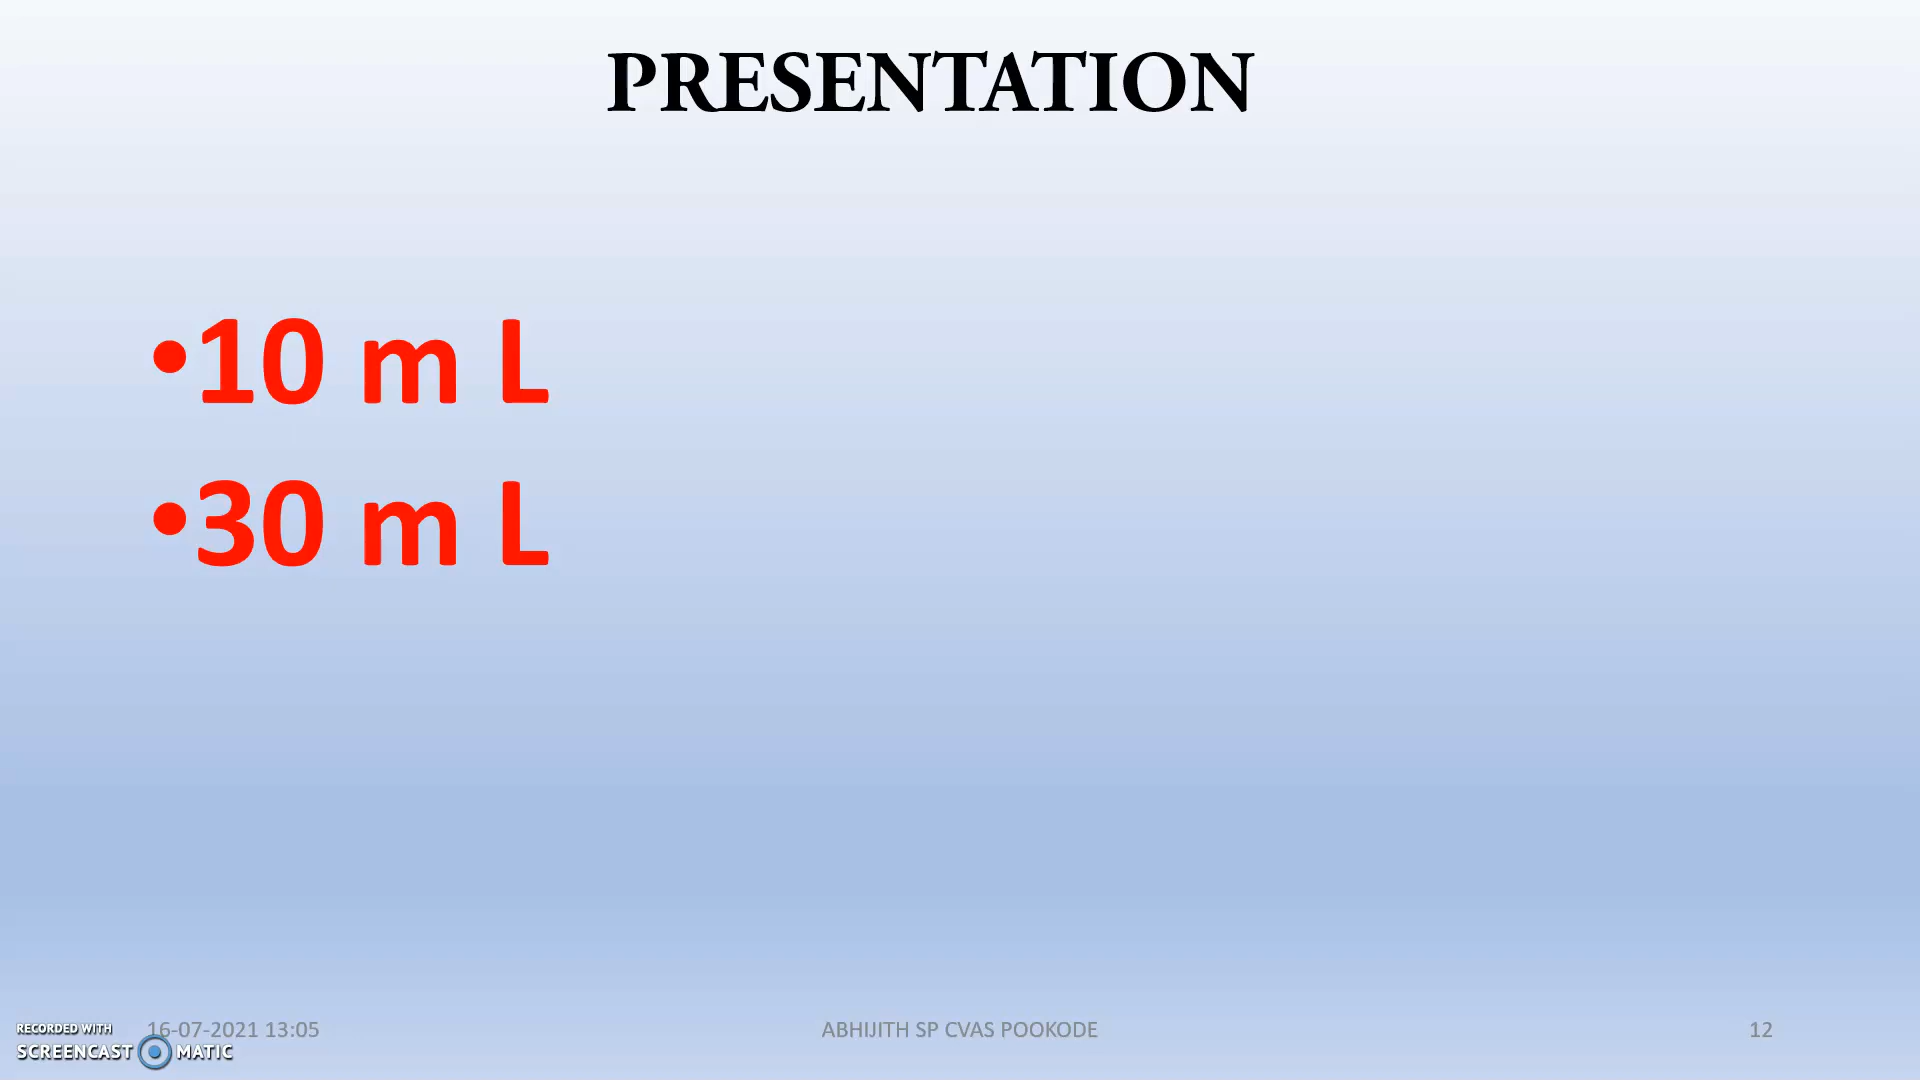 PRESENTATION
•10 m L
•30 m L
16-07-2021 13:05
ABHIJITH SP CVAS POOKODE
12
RECORDED WITH
SCREENCAST MATIC